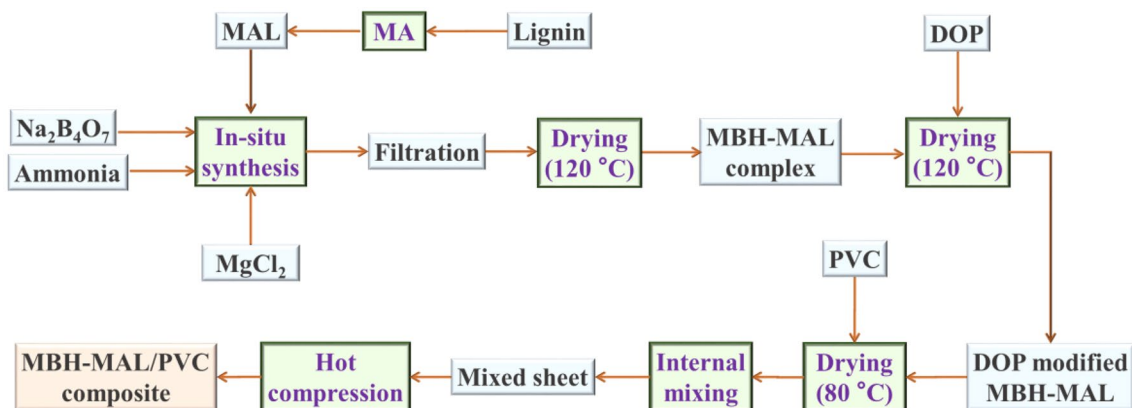 MAL
MA
Lignin
DOP
Na₂B₄O₇
Ammonia
In-situ
synthesis
Filtration
Drying
(120 °C)
MBH-MAL
complex
Drying
(120 °C)
MgCl₂
PVC
MBH-MAL/PVC
composite
Hot
compression
Mixed sheet
Internal
mixing
Drying
(80 °C)
DOP modified
MBH-MAL